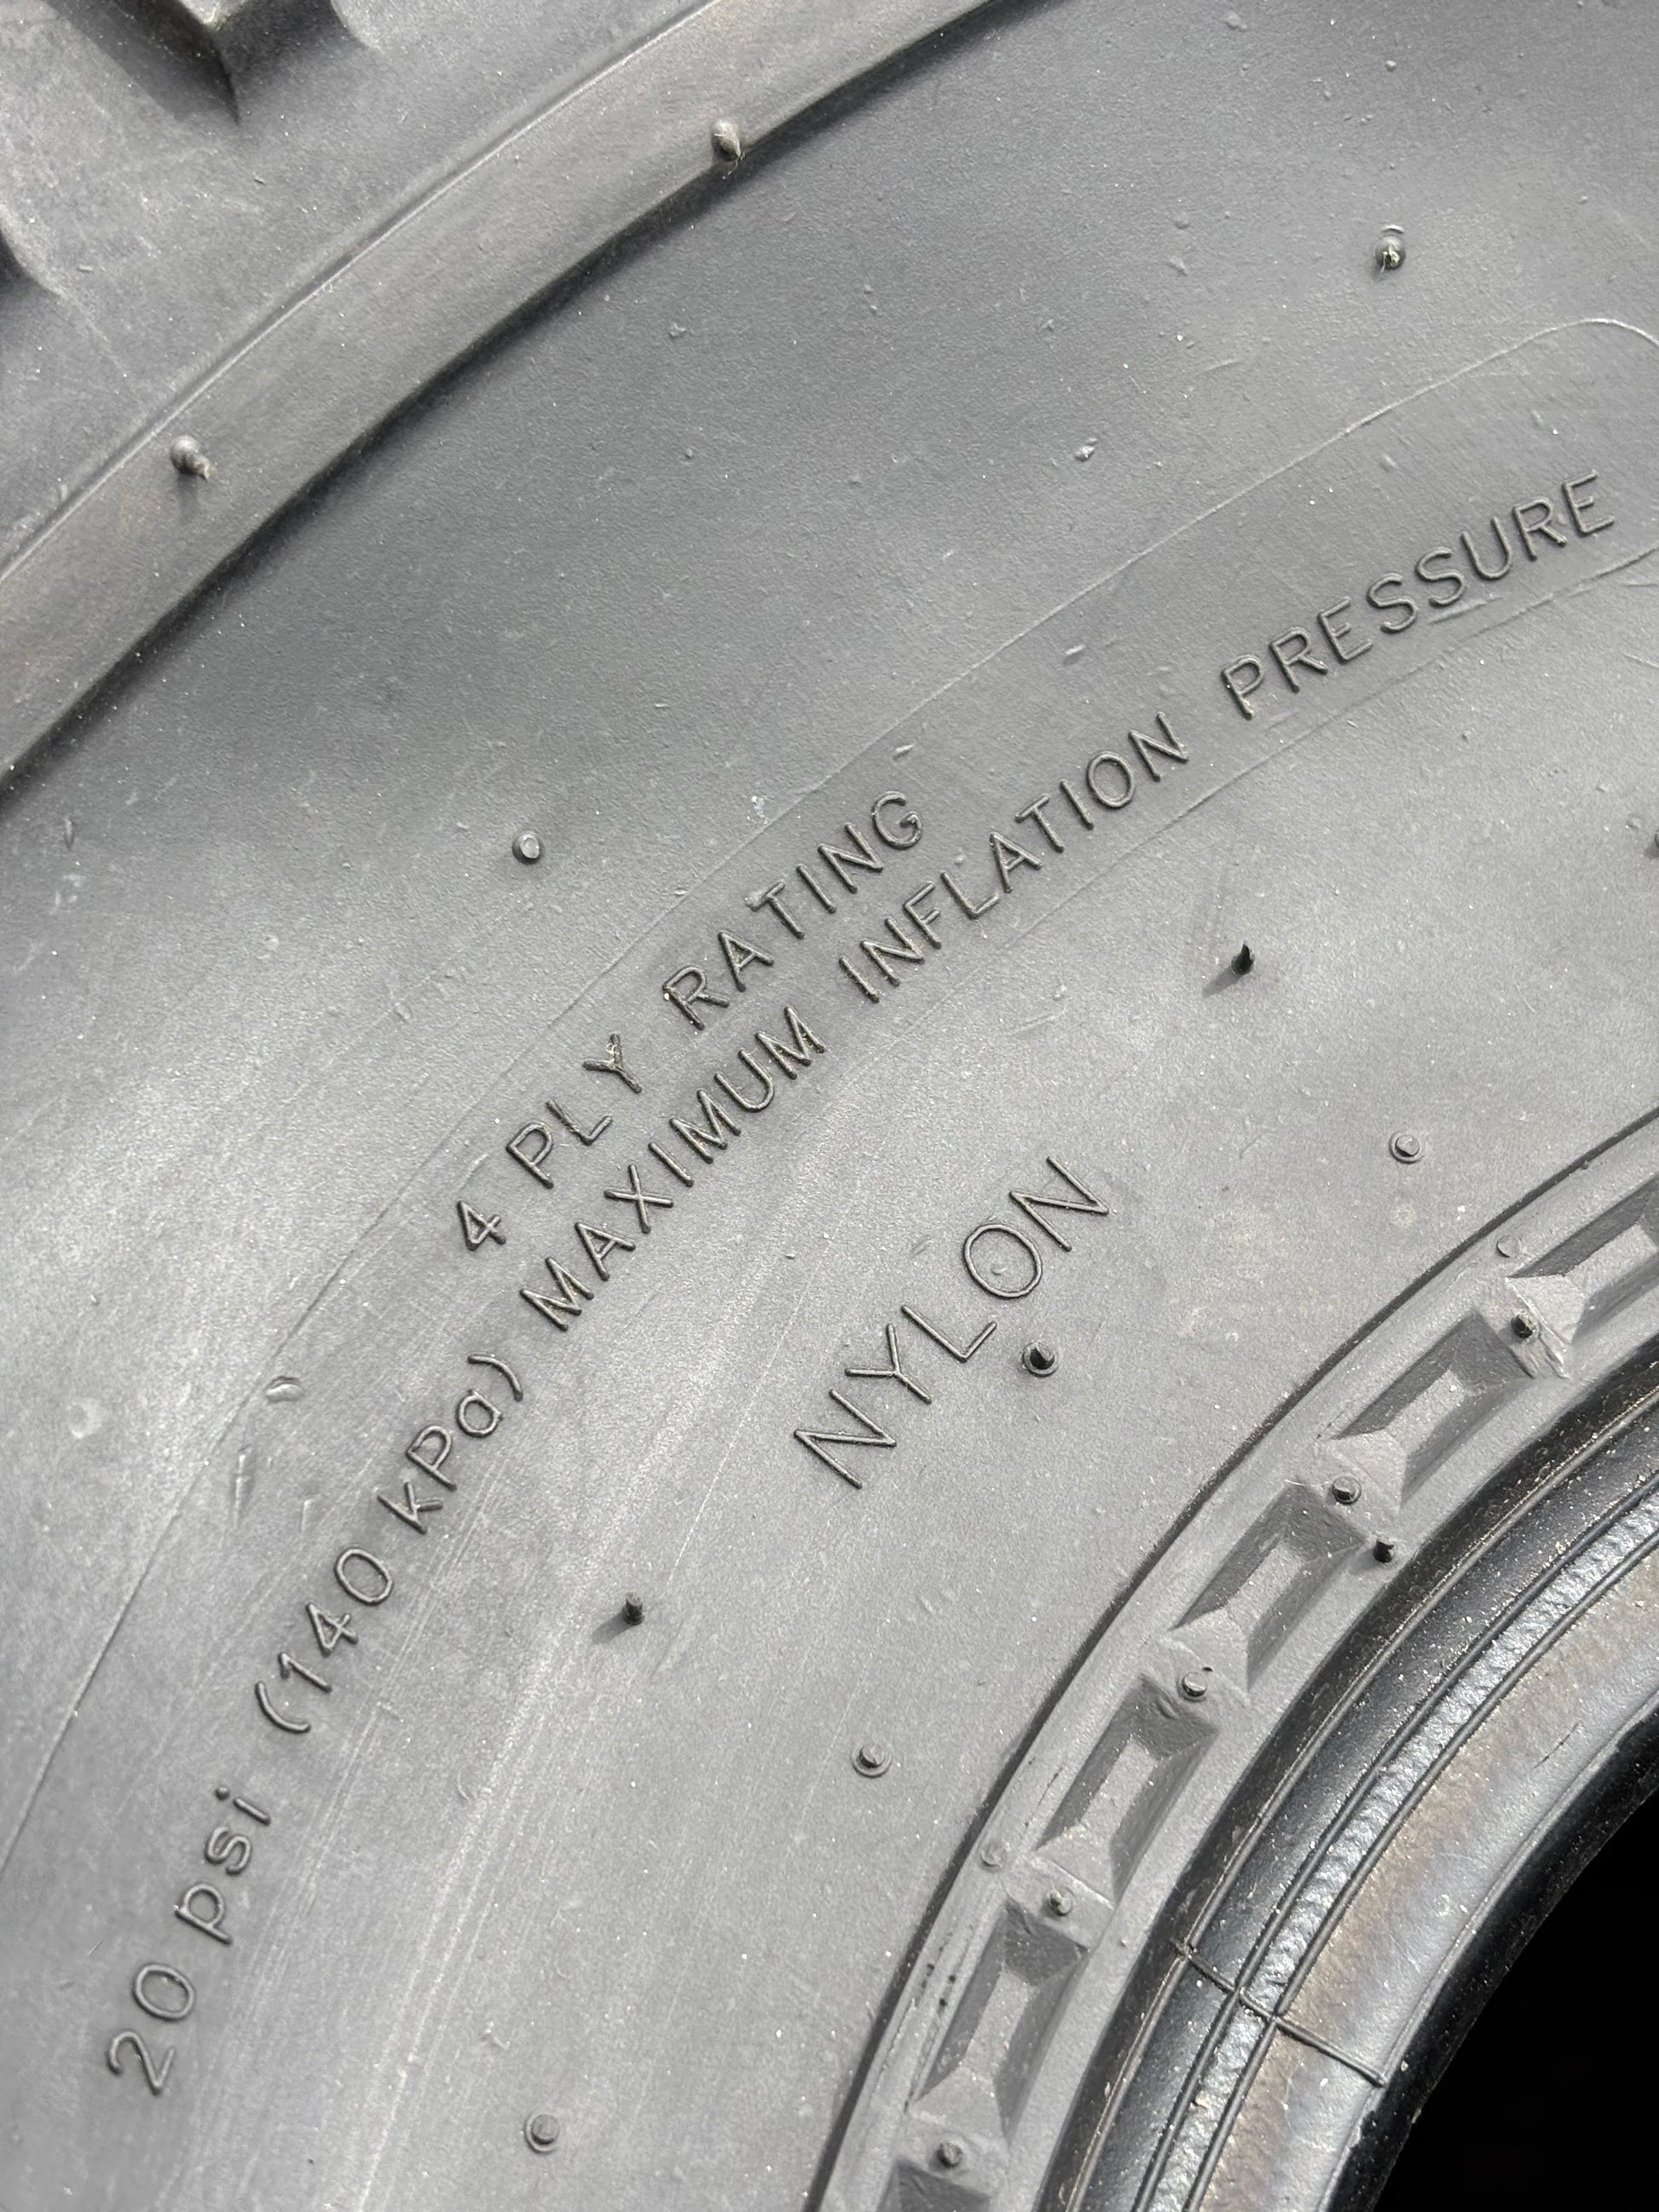 4 PLY RATING
20 psi (140 kPa) MAXIMUM INFLATION PRESSURE
NYLON